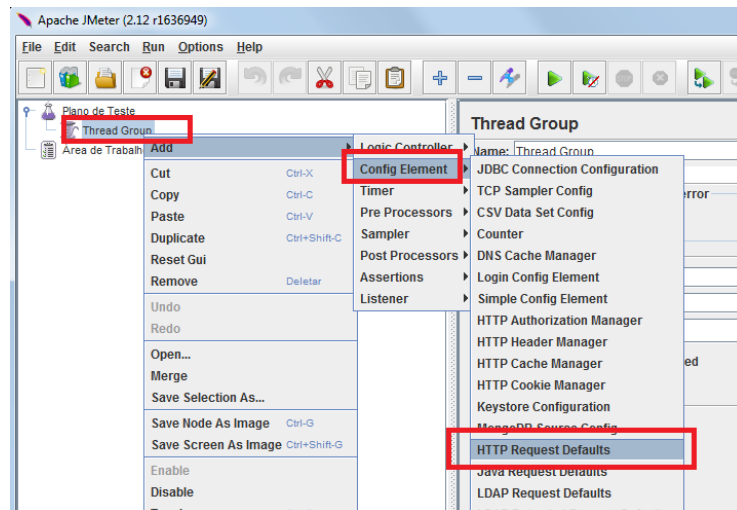 Apache JMeter (2.12 r1636949)
File Edit Search Run Options Help
Plano de Teste
Thread Group
Área de Trabalh
Thread Group
Name: Thread Group
Add
Cut Ctrl-X
Copy Ctrl-C
Paste Ctrl-V
Duplicate Ctrl+Shift-C
Reset Gui
Remove Deletar
Undo
Redo
Open...
Merge
Save Selection As...
Save Node As Image Ctrl-G
Save Screen As Image Ctrl+Shift-G
Enable
Disable
Logic Controller
Config Element
Timer
Pre Processors
Sampler
Post Processors
Assertions
Listener
JDBC Connection Configuration
TCP Sampler Config
CSV Data Set Config
Counter
DNS Cache Manager
Login Config Element
Simple Config Element
HTTP Authorization Manager
HTTP Header Manager
HTTP Cache Manager
HTTP Cookie Manager
Keystore Configuration
MongoDB Source Config
HTTP Request Defaults
Java Request Defaults
LDAP Request Defaults
error
ed